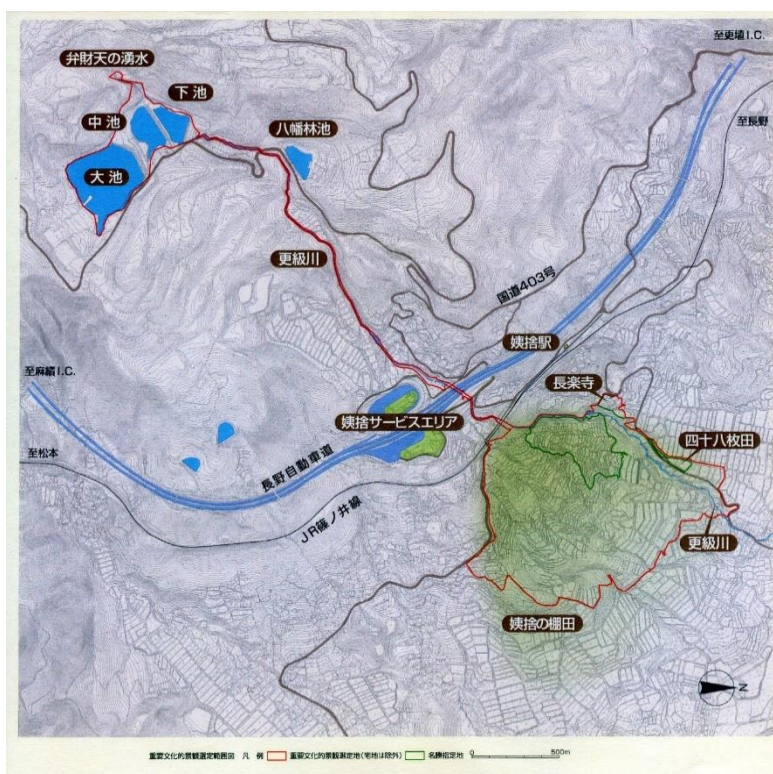 至更埴I.C.
弁財天の湧水
下池
至長野
中池
八幡林池
大池
更級川
国道403号
姨捨駅
至麻績I.C.
長楽寺
姨捨サービスエリア
四十八枚田
至松本
長野自動車道
JR篠ノ井線
更級川
姨捨の棚田
N
重要文化的景観選定範囲図 凡 例 重要文化的景観選定地(宅地は除外) 名勝指定地 0 500m